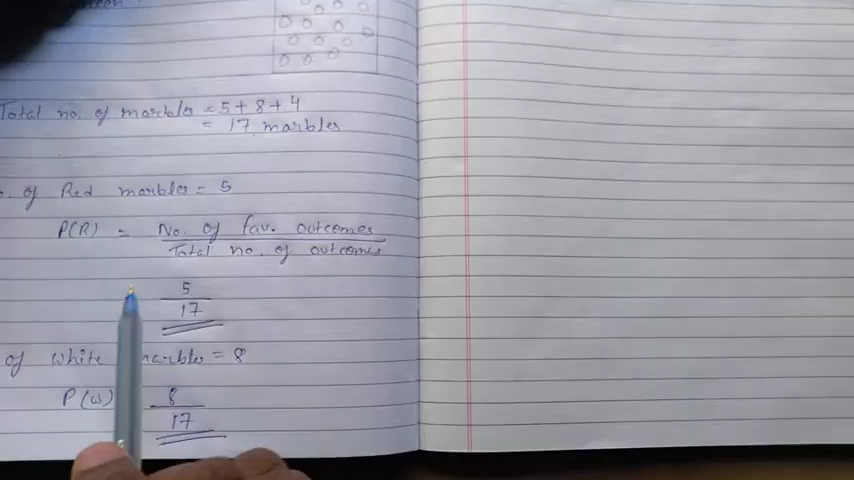 Total no. of marbles = 5 + 8 + 4
= 17 marbles
of Red marbles = 5
P(R) = No. of fav. outcomes
Total no. of outcomes
5
17
of white marbles = 8
P(w) 8
17